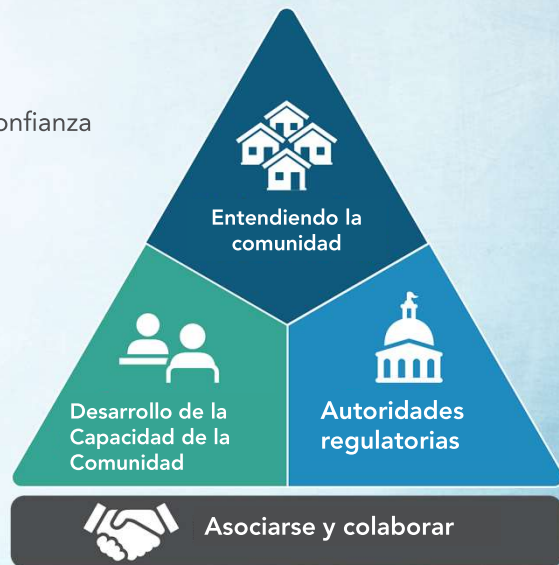 onfianza
Entendiendo la
comunidad
Desarrollo de la
Capacidad de la
Comunidad
Autoridades
regulatorias
Asociarse y colaborar